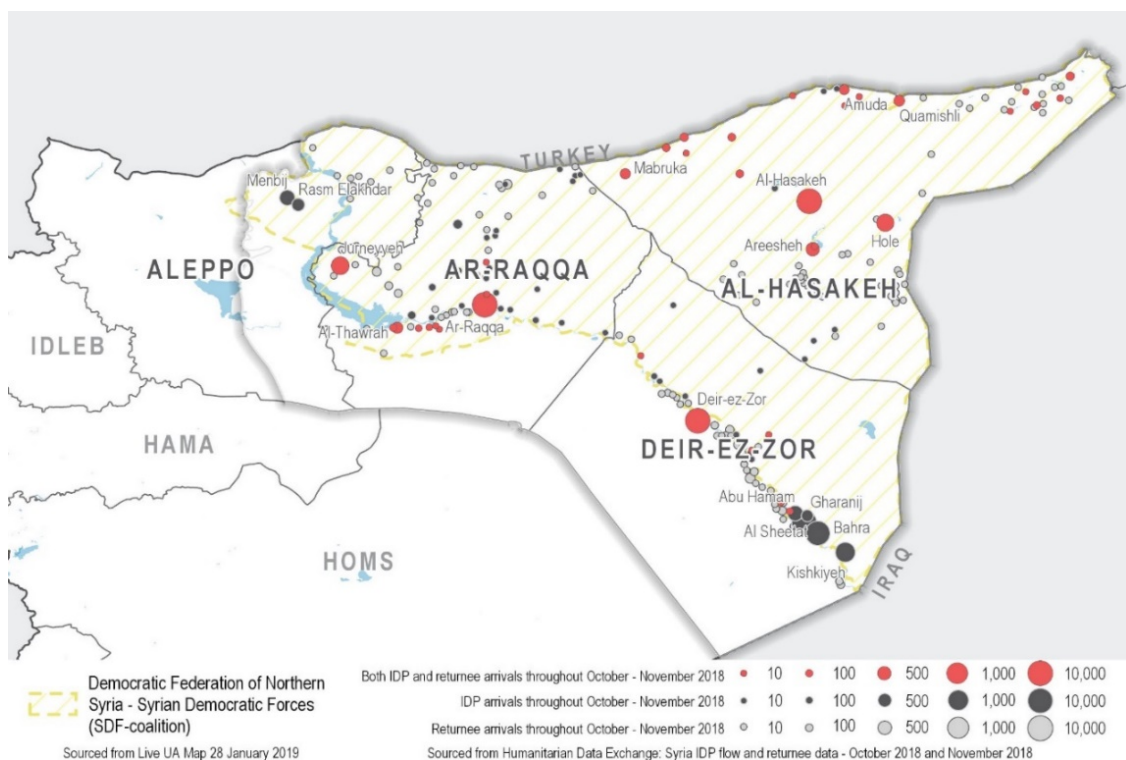 TURKEY
Amuda
Quamishli
Mabruka
Menbij
Rasm Elakhdar
Al-Hasakeh
Hole
Areesheh
Jurneyyeh
ALEPPO
AR-RAQQA
AL-HASAKEH
Al-Thawrah
Ar-Raqqa
IDLEB
Deir-ez-Zor
HAMA
DEIR-EZ-ZOR
Abu Hamam
Gharanij
Al Sheetat
Bahra
HOMS
Kishkiyeh
IRAQ
Democratic Federation of Northern
Syria - Syrian Democratic Forces
(SDF-coalition)
Sourced from Live UA Map 28 January 2019
Both IDP and returnee arrivals throughout October - November 2018 10 100 500 1,000 10,000
IDP arrivals throughout October - November 2018 10 100 500 1,000 10,000
Returnee arrivals throughout October - November 2018 10 100 500 1,000 10,000
Sourced from Humanitarian Data Exchange: Syria IDP flow and returnee data - October 2018 and November 2018